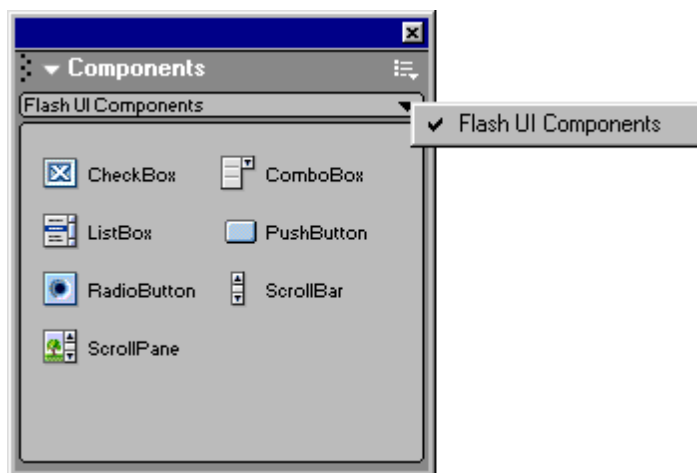 Components
Flash UI Components
Flash UI Components
CheckBox
ComboBox
ListBox
PushButton
RadioButton
ScrollBar
ScrollPane